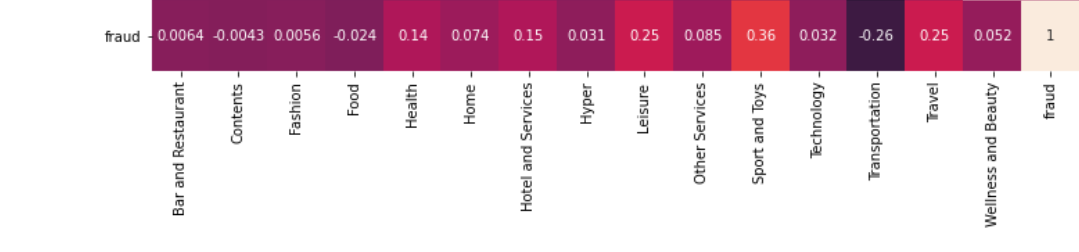 fraud 0.0064 -0.0043 0.0056 -0.024 0.14 0.074 0.15 0.031 0.25 0.085 0.36 0.032 -0.26 0.25 0.052 1
Bar and Restaurant
Contents
Fashion
Food
Health
Home
Hotel and Services
Hyper
Leisure
Other Services
Sport and Toys
Technology
Transportation
Travel
Wellness and Beauty
fraud